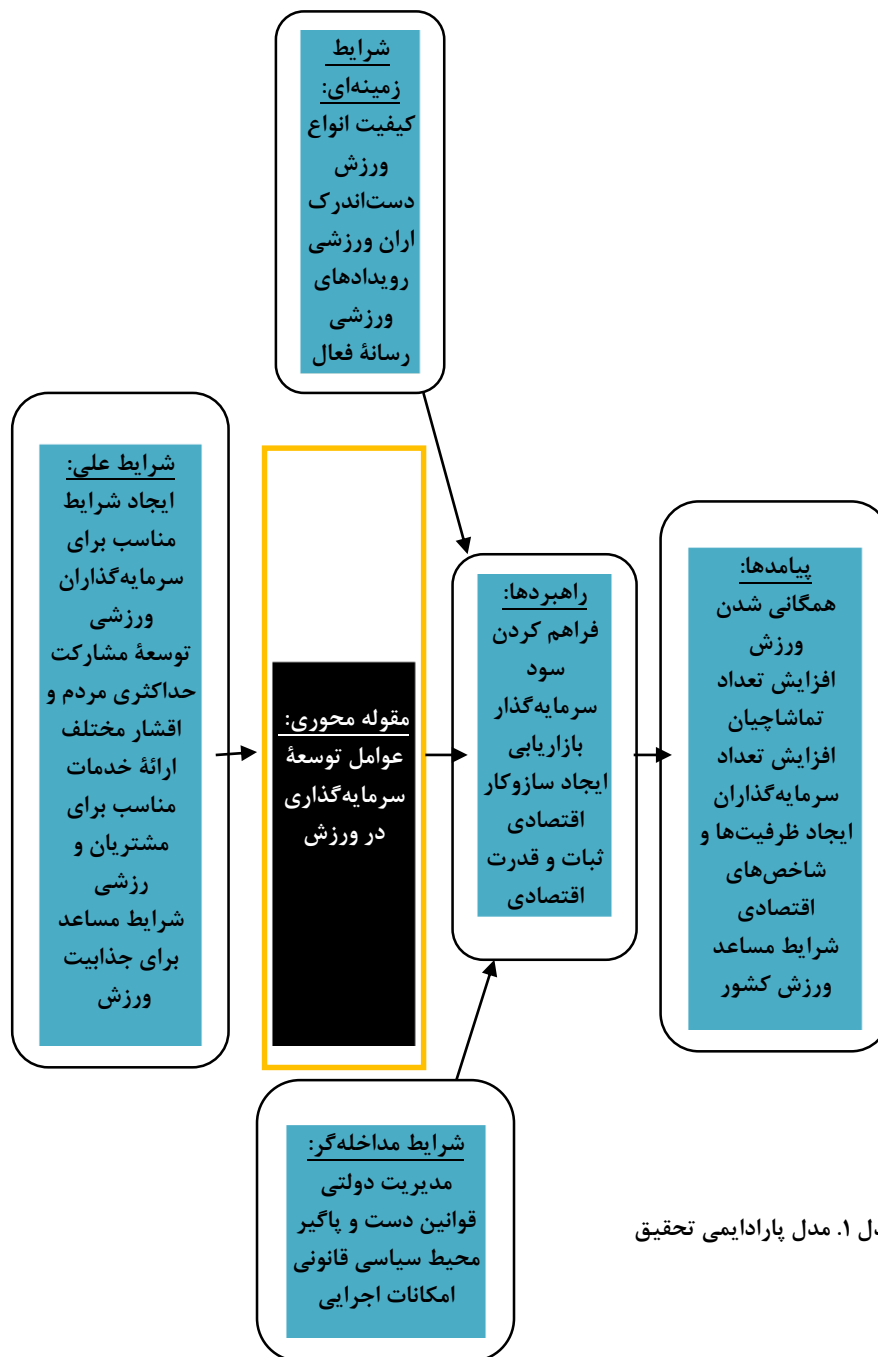 شرایط
زمینه‌ای:
کیفیت انواع
ورزش
دست‌اندرک
اران ورزشی
رویدادهای
ورزشی
رسانۀ فعال
شرایط علی:
ایجاد شرایط
مناسب برای
سرمایه‌گذاران
ورزشی
توسعۀ مشارکت
حداکثری مردم و
اقشار مختلف
ارائۀ خدمات
مناسب برای
مشتریان و
رزشی
شرایط مساعد
برای جذابیت
ورزش
مقوله محوری:
عوامل توسعۀ
سرمایه‌گذاری
در ورزش
راهبردها:
فراهم کردن
سود
سرمایه‌گذار
بازاریابی
ایجاد سازوکار
اقتصادی
ثبات و قدرت
اقتصادی
پیامدها:
همگانی شدن
ورزش
افزایش تعداد
تماشاچیان
افزایش تعداد
سرمایه‌گذاران
ایجاد ظرفیت‌ها و
شاخص‌های
اقتصادی
شرایط مساعد
ورزش کشور
شرایط مداخله‌گر:
مدیریت دولتی
قوانین دست و پاگیر
محیط سیاسی قانونی
امکانات اجرایی
دل ۱. مدل پارادایمی تحقیق